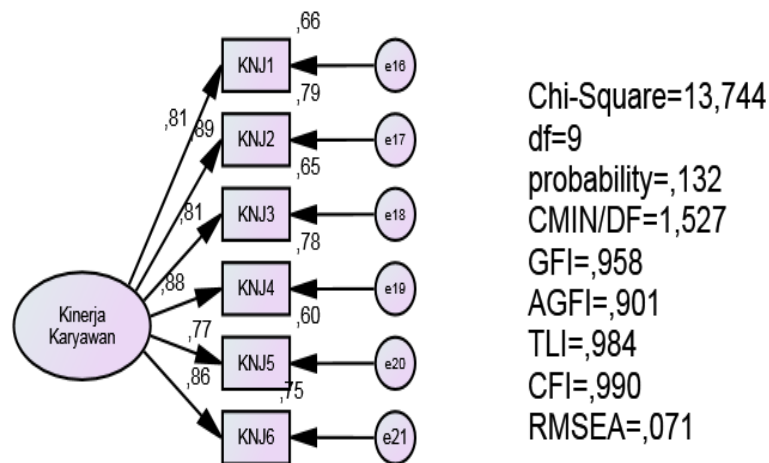 ,66
KNJ1
e16
,81
,79
,89
KNJ2
e17
,65
,81
KNJ3
e18
,78
,88
KNJ4
e19
,60
Kinerja
Karyawan
,77
KNJ5
e20
,86
,75
KNJ6
e21
Chi-Square=13,744
df=9
probability=,132
CMIN/DF=1,527
GFI=,958
AGFI=,901
TLI=,984
CFI=,990
RMSEA=,071